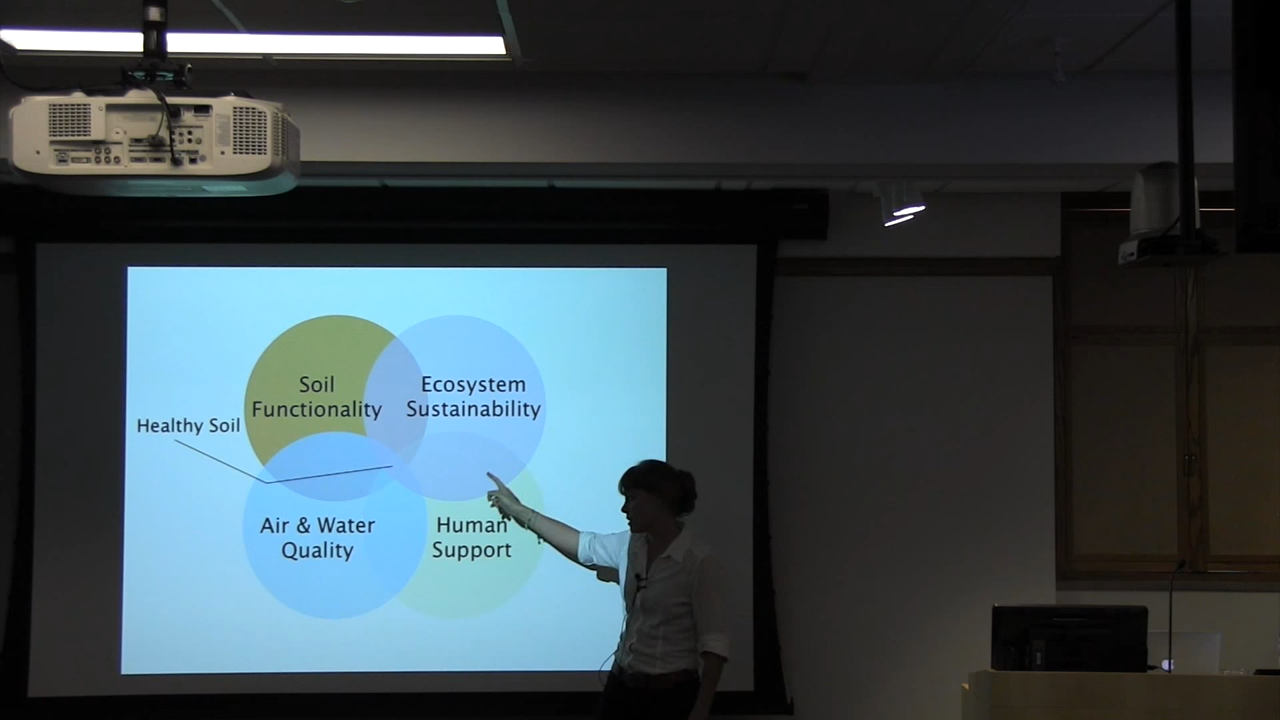 Soil
Functionality
Ecosystem
Sustainability
Healthy Soil
Air & Water
Quality
Human
Support